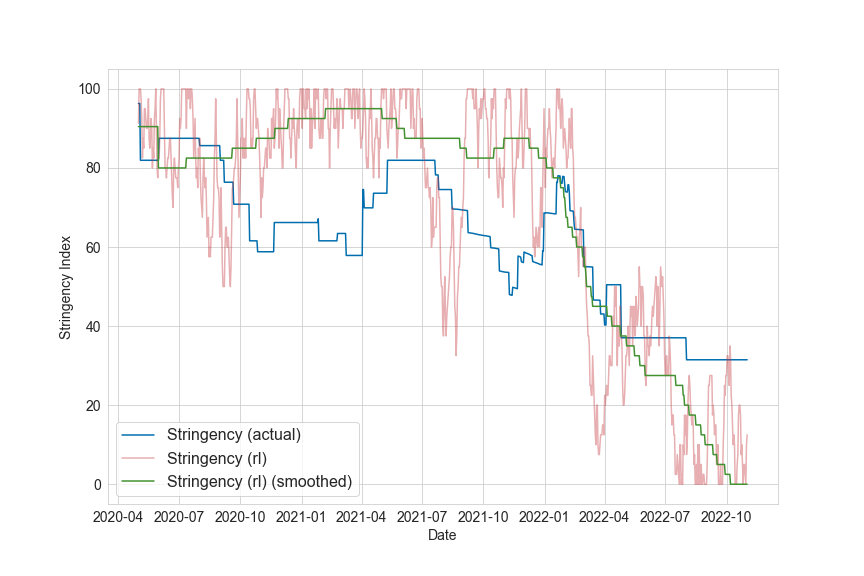 100
80
60
40
20
0
Stringency Index
Stringency (actual)
Stringency (rl)
Stringency (rl) (smoothed)
2020-04 2020-07 2020-10 2021-01 2021-04 2021-07 2021-10 2022-01 2022-04 2022-07 2022-10
Date